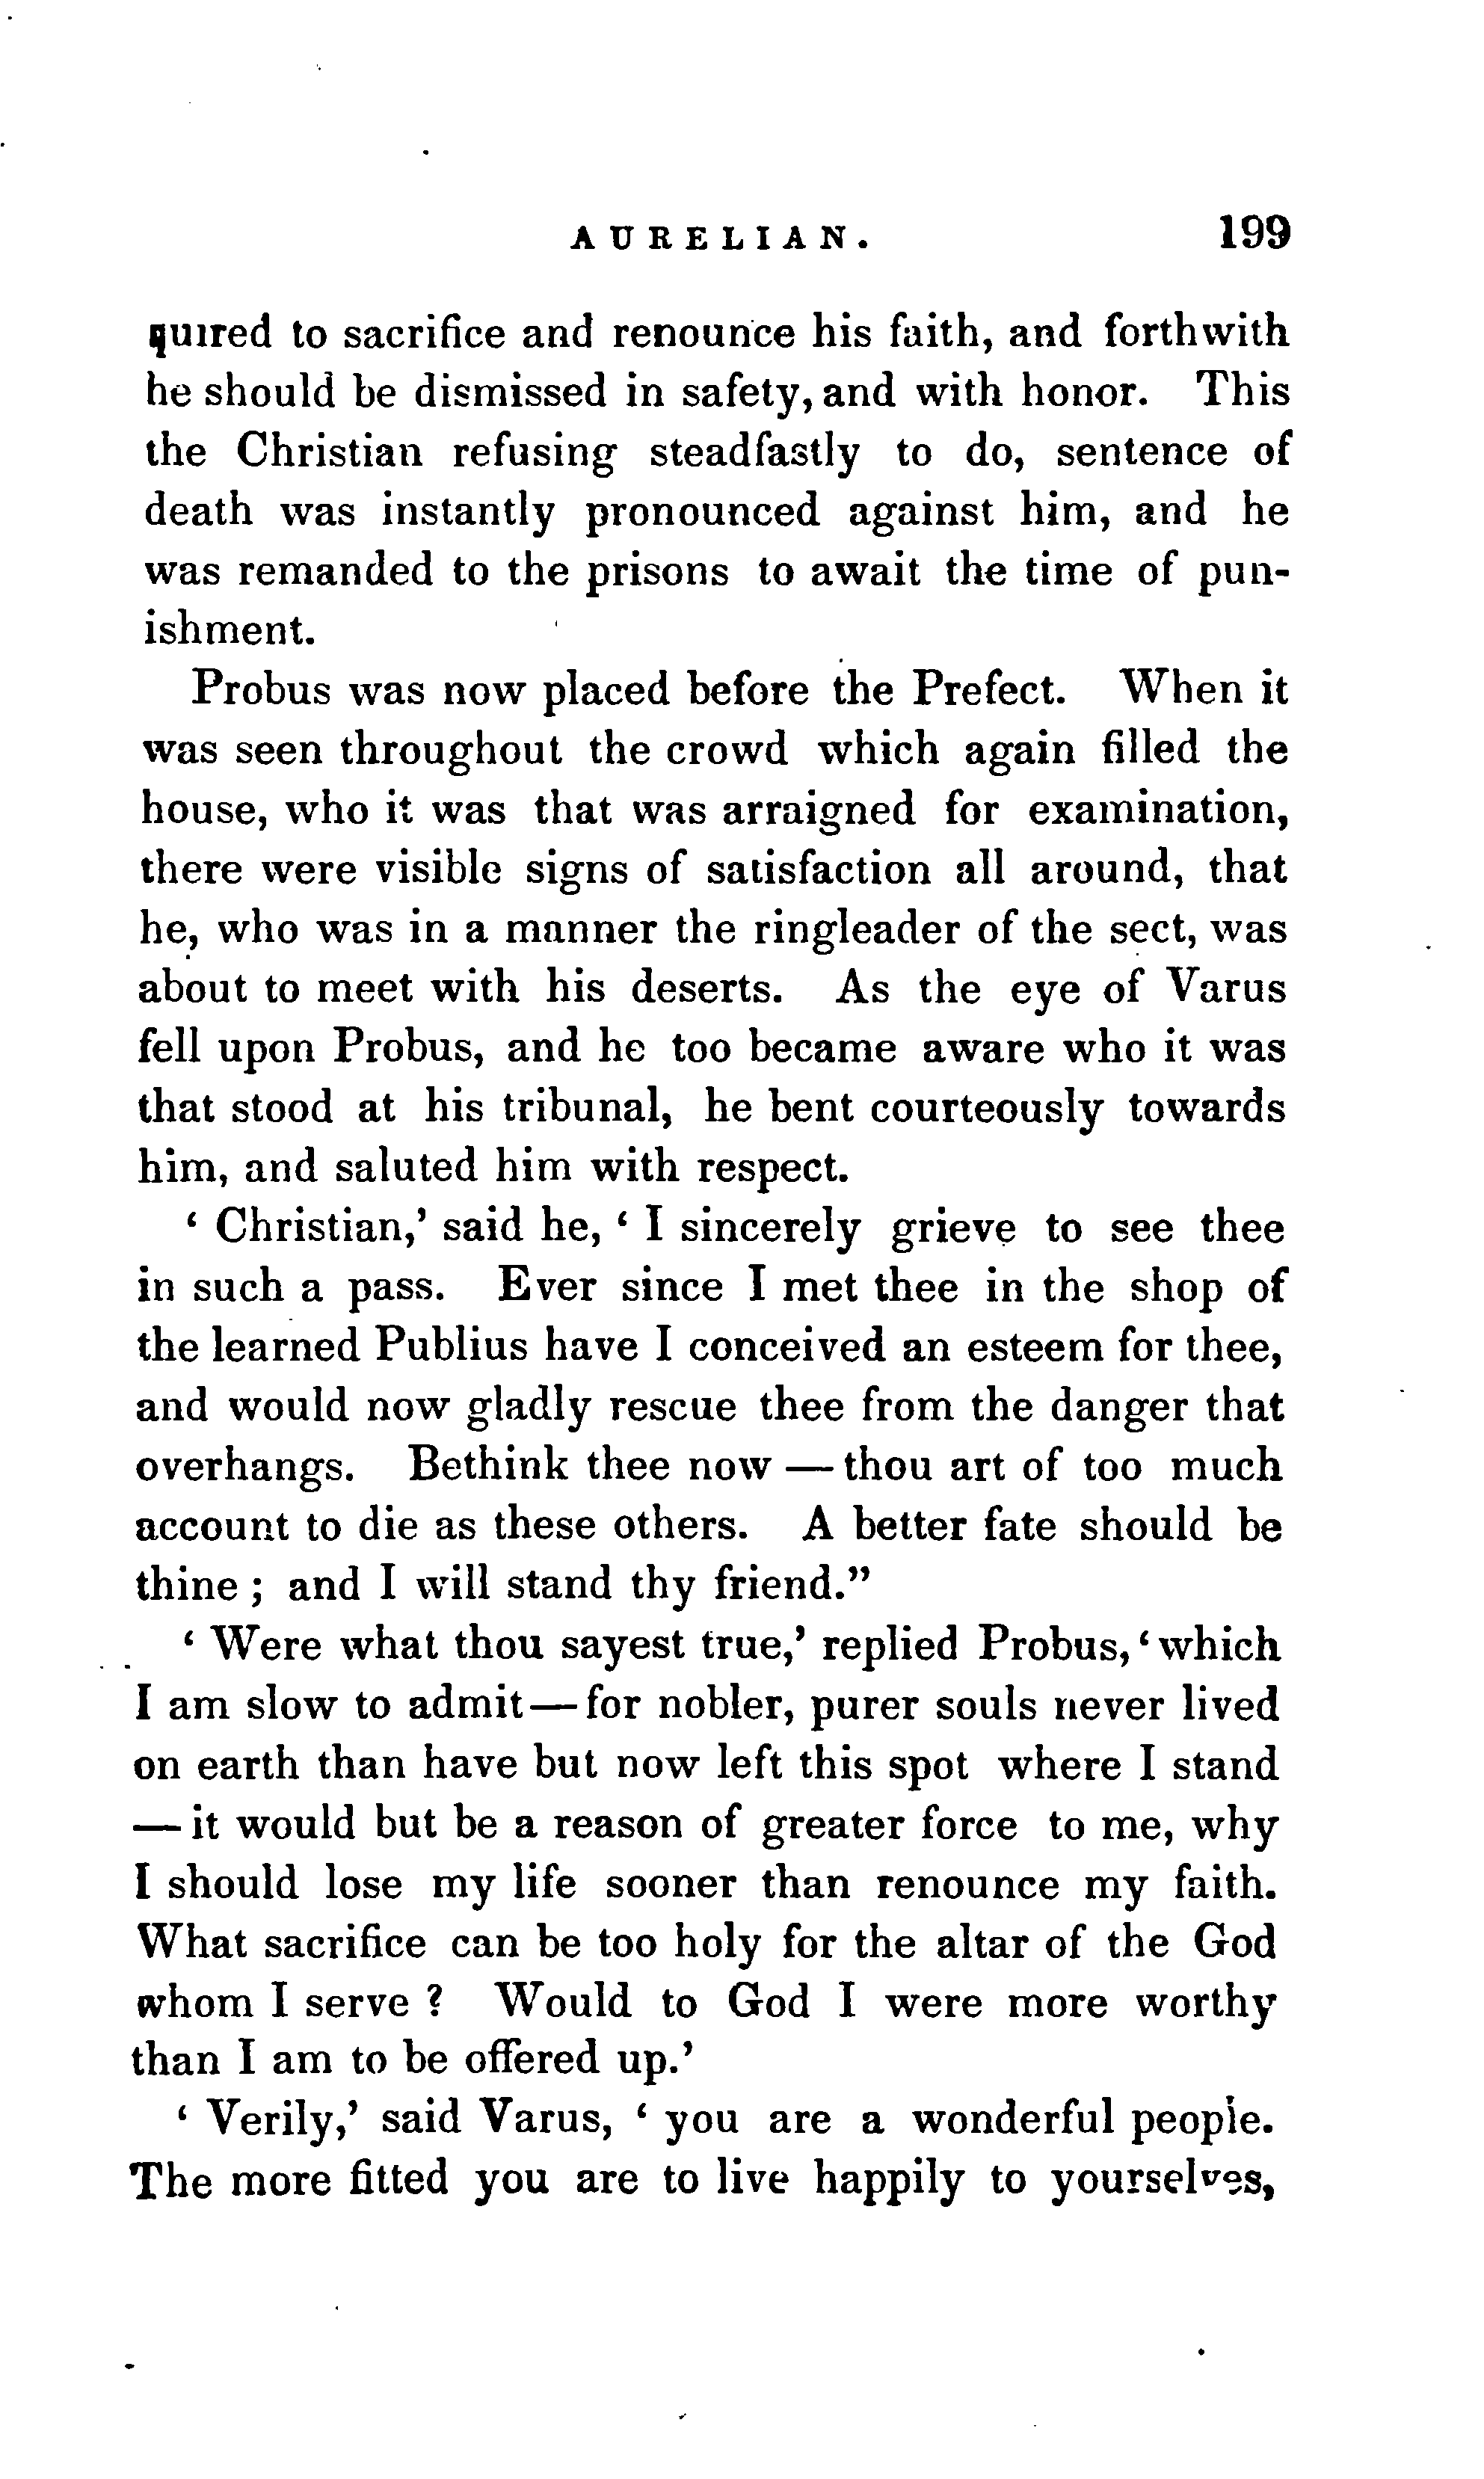 AURELIAN. 199
quired to sacrifice and renounce his faith, and forthwith
he should be dismissed in safety, and with honor. This
the Christian refusing steadfastly to do, sentence of
death was instantly pronounced against him, and he
was remanded to the prisons to await the time of pun-
ishment.
Probus was now placed before the Prefect. When it
was seen throughout the crowd which again filled the
house, who it was that was arraigned for examination,
there were visible signs of satisfaction all around, that
he, who was in a manner the ringleader of the sect, was
about to meet with his deserts. As the eye of Varus
fell upon Probus, and he too became aware who it was
that stood at his tribunal, he bent courteously towards
him, and saluted him with respect.
‘ Christian,’ said he, ‘ I sincerely grieve to see thee
in such a pass. Ever since I met thee in the shop of
the learned Publius have I conceived an esteem for thee,
and would now gladly rescue thee from the danger that
overhangs. Bethink thee now — thou art of too much
account to die as these others. A better fate should be
thine ; and I will stand thy friend.”
‘ Were what thou sayest true,’ replied Probus, ‘ which
I am slow to admit — for nobler, purer souls never lived
on earth than have but now left this spot where I stand
— it would but be a reason of greater force to me, why
I should lose my life sooner than renounce my faith.
What sacrifice can be too holy for the altar of the God
whom I serve ? Would to God I were more worthy
than I am to be offered up.’
‘ Verily,’ said Varus, ‘ you are a wonderful people.
The more fitted you are to live happily to yourselves,